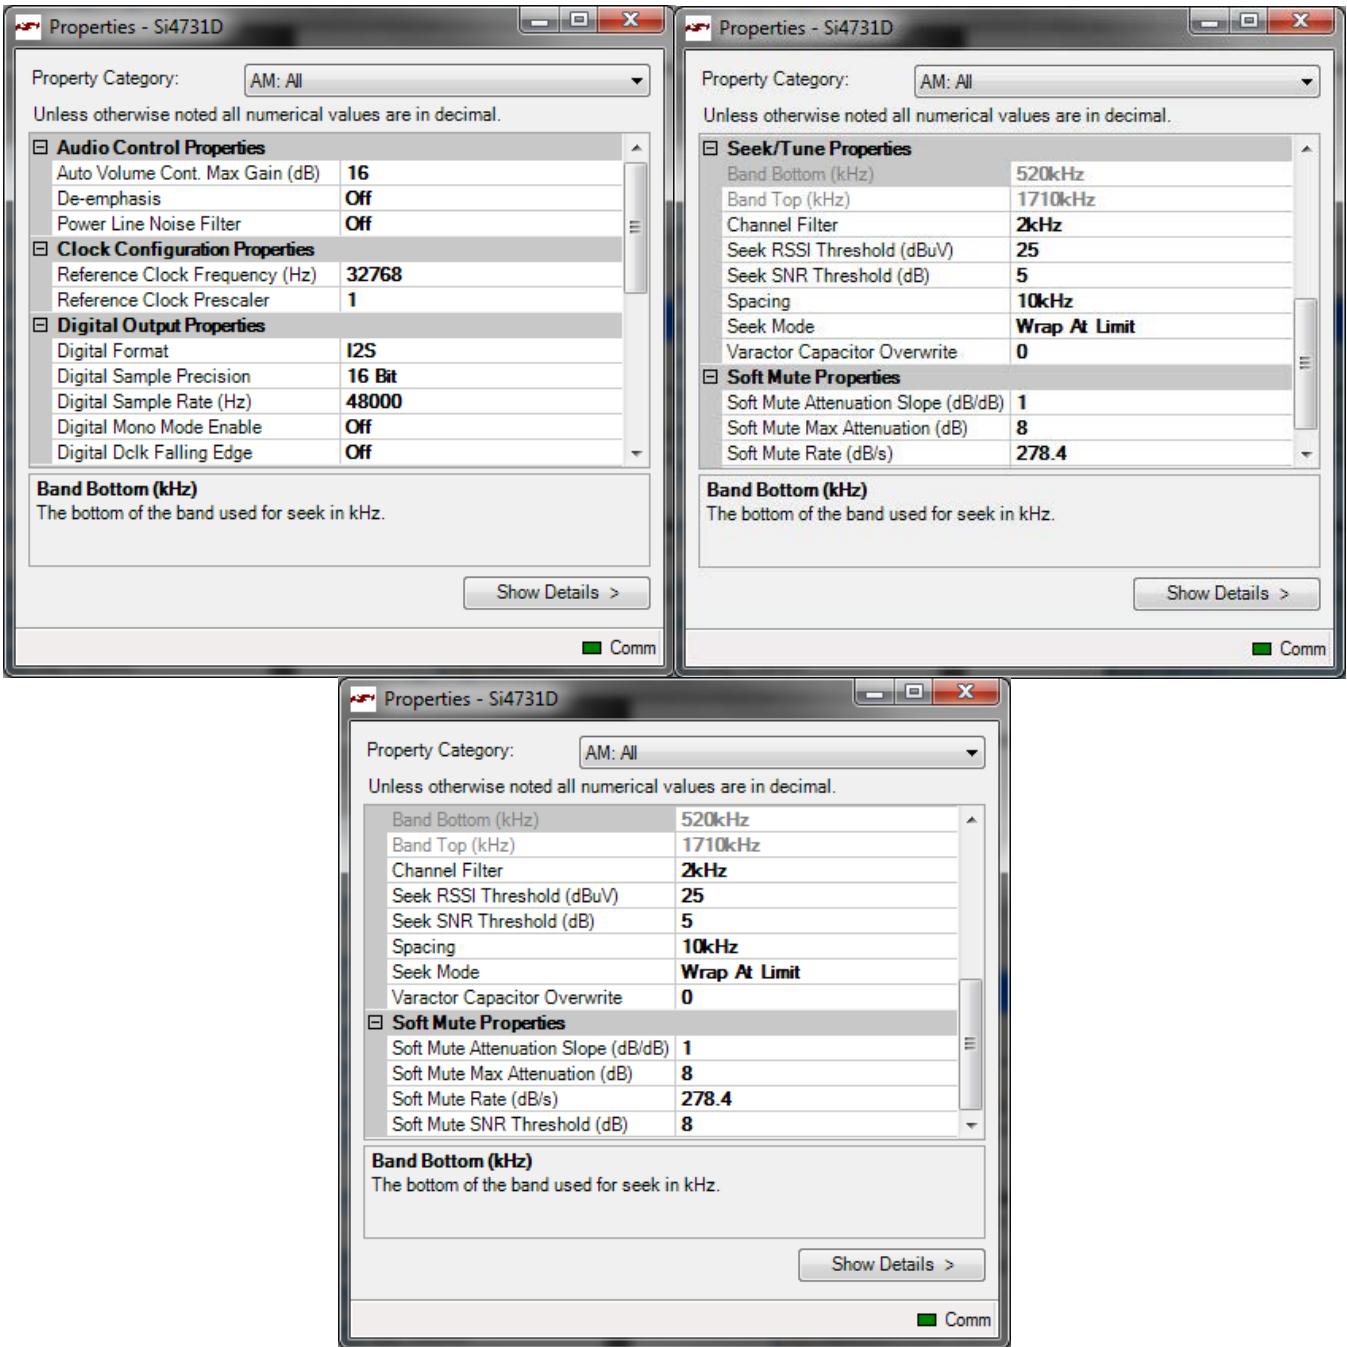 Properties - Si4731D
Property Category: AM: All
Unless otherwise noted all numerical values are in decimal.
Audio Control Properties
Auto Volume Cont. Max Gain (dB) 16
De-emphasis Off
Power Line Noise Filter Off
Clock Configuration Properties
Reference Clock Frequency (Hz) 32768
Reference Clock Prescaler 1
Digital Output Properties
Digital Format I2S
Digital Sample Precision 16 Bit
Digital Sample Rate (Hz) 48000
Digital Mono Mode Enable Off
Digital Dclk Falling Edge Off
Band Bottom (kHz)
The bottom of the band used for seek in kHz.
Show Details >
Comm
Properties - Si4731D
Property Category: AM: All
Unless otherwise noted all numerical values are in decimal.
Seek/Tune Properties
Band Bottom (kHz) 520kHz
Band Top (kHz) 1710kHz
Channel Filter 2kHz
Seek RSSI Threshold (dBuV) 25
Seek SNR Threshold (dB) 5
Spacing 10kHz
Seek Mode Wrap At Limit
Varactor Capacitor Overwrite 0
Soft Mute Properties
Soft Mute Attenuation Slope (dB/dB) 1
Soft Mute Max Attenuation (dB) 8
Soft Mute Rate (dB/s) 278.4
Band Bottom (kHz)
The bottom of the band used for seek in kHz.
Show Details >
Comm
Properties - Si4731D
Property Category: AM: All
Unless otherwise noted all numerical values are in decimal.
Band Bottom (kHz) 520kHz
Band Top (kHz) 1710kHz
Channel Filter 2kHz
Seek RSSI Threshold (dBuV) 25
Seek SNR Threshold (dB) 5
Spacing 10kHz
Seek Mode Wrap At Limit
Varactor Capacitor Overwrite 0
Soft Mute Properties
Soft Mute Attenuation Slope (dB/dB) 1
Soft Mute Max Attenuation (dB) 8
Soft Mute Rate (dB/s) 278.4
Soft Mute SNR Threshold (dB) 8
Band Bottom (kHz)
The bottom of the band used for seek in kHz.
Show Details >
Comm